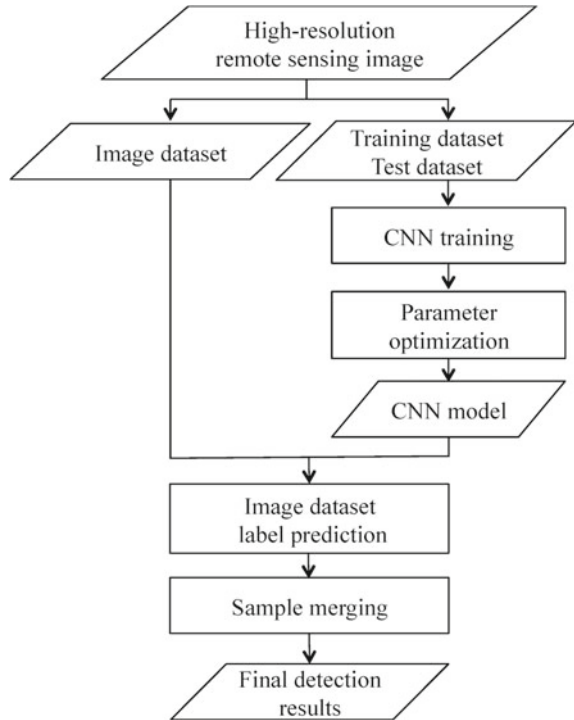 High-resolution
remote sensing image
Image dataset
Training dataset
Test dataset
CNN training
Parameter
optimization
CNN model
Image dataset
label prediction
Sample merging
Final detection
results